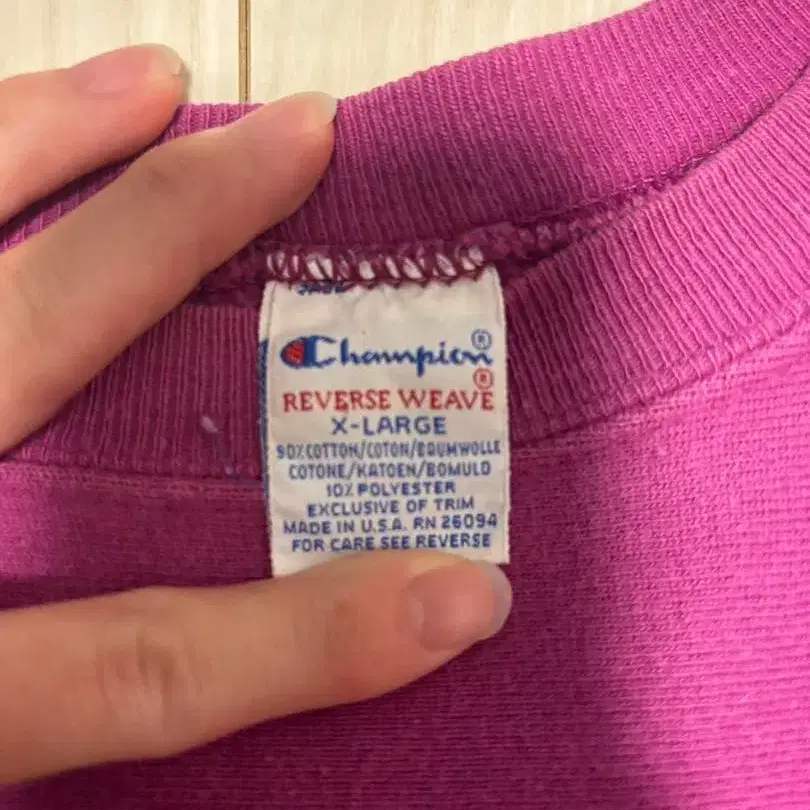 Champion®
REVERSE WEAVE®
X-LARGE
90% COTTON/COTON/BAUMWOLLE
COTONE/KATOEN/BOMULD
10% POLYESTER
EXCLUSIVE OF TRIM
MADE IN U.S.A. RN 26094
FOR CARE SEE REVERSE